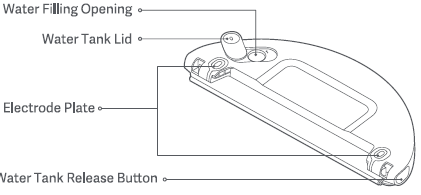 Water Filling Opening
Water Tank Lid
Electrode Plate
Water Tank Release Button